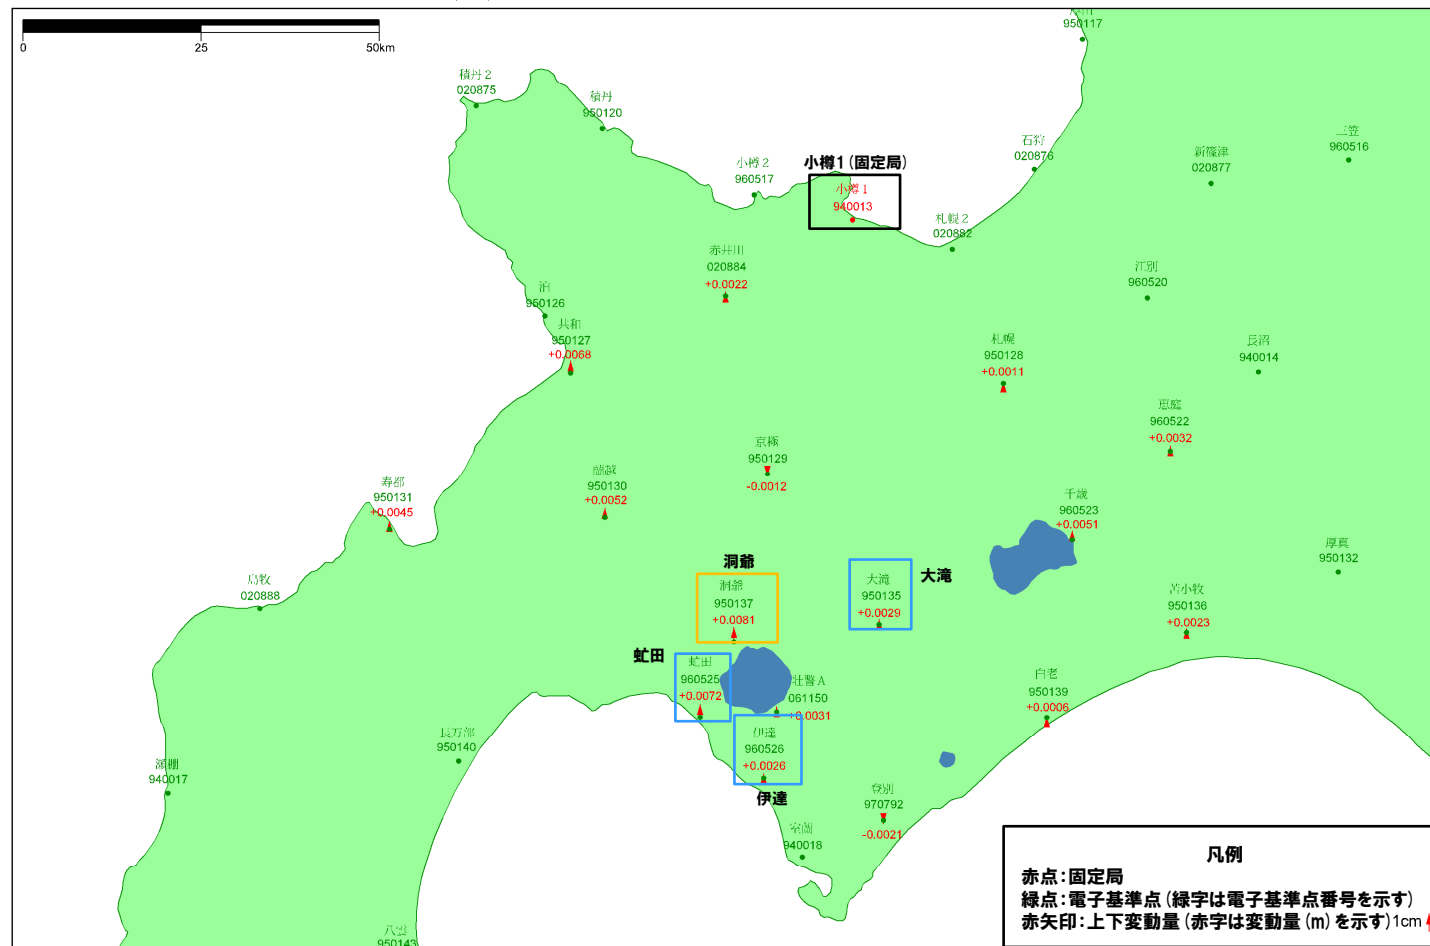 0
25
50km
950117
積丹2
020875
積丹
950120
小樽2
960517
小樽1(固定局)
小樽1
940013
石狩
020876
新篠津
020877
三笠
960516
札幌2
020882
赤井川
020884
+0.0022
江別
960520
泊
950126
共和
950127
+0.0068
札幌
950128
+0.0011
長沼
940014
恵庭
960522
+0.0032
京極
950129
-0.0012
蘭越
950130
+0.0052
寿都
950131
+0.0045
千歳
960523
+0.0051
厚真
950132
島牧
020888
洞爺
洞爺
950137
+0.0081
大滝
大滝
950135
+0.0029
苫小牧
950136
+0.0023
虻田
虻田
960525
+0.0072
壮瞥A
061150
+0.0031
白老
950139
+0.0006
伊達
960526
+0.0026
伊達
長万部
950140
瀬棚
940017
登別
970792
-0.0021
室蘭
940018
八雲
950143
凡例
赤点:固定局
緑点:電子基準点(緑字は電子基準点番号を示す)
赤矢印:上下変動量(赤字は変動量(m)を示す)1cm